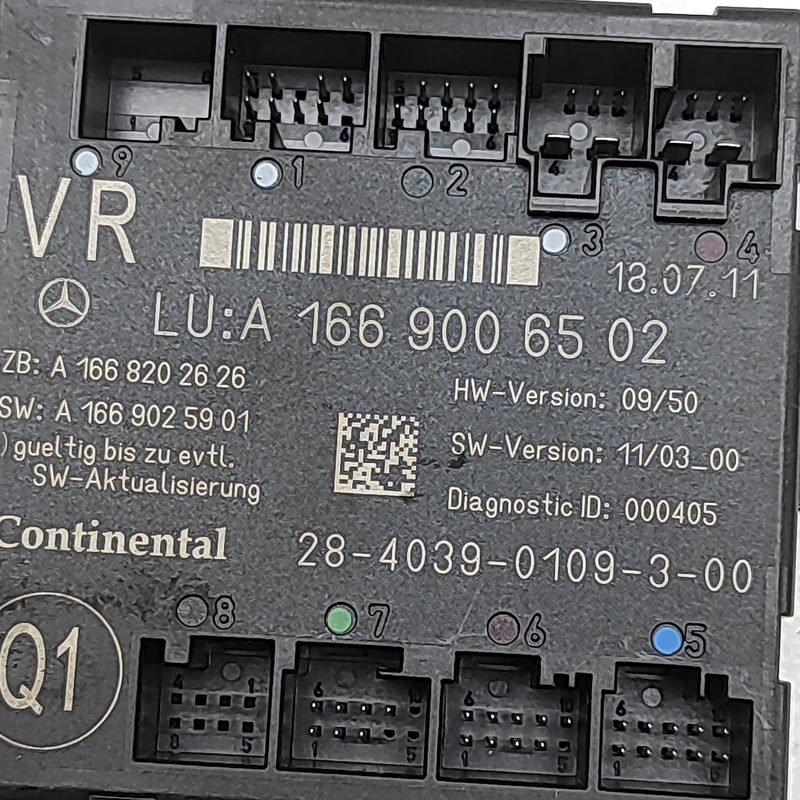 9 1 2 3 4
VR
18.07.11
LU:A 166 900 65 02
ZB: A 166 820 26 26
HW-Version: 09/50
SW: A 166 902 59 01
SW-Version: 11/03_00
) gueltig bis zu evtl.
SW-Aktualisierung
Diagnostic ID: 000405
Continental
28-4039-0109-3-00
8 7 6 5
Q1